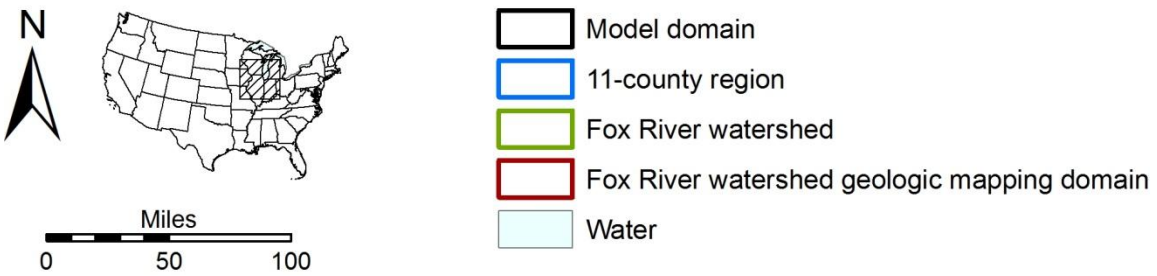 N
Miles
0 50 100
Model domain
11-county region
Fox River watershed
Fox River watershed geologic mapping domain
Water